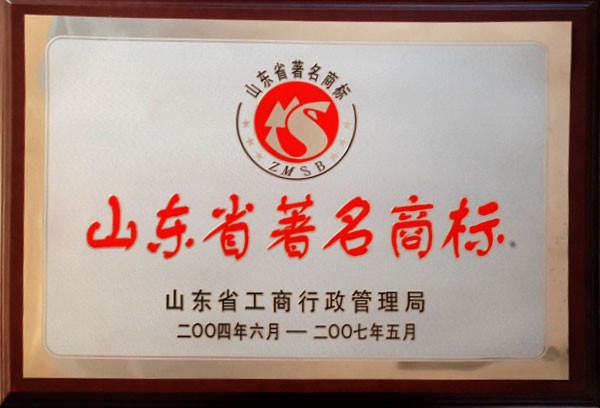 山东省著名商标
ZMSB
山东省著名商标
山东省工商行政管理局
二〇〇四年六月—二〇〇七年五月